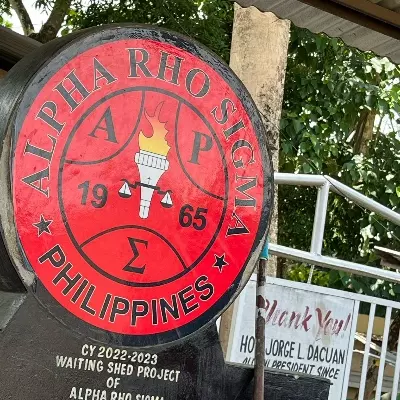 ALPHA RHO SIGMA
A
P
19 65
Σ
PHILIPPINES
CY 2022-2023
WAITING SHED PROJECT
OF
ALPHA RHO SIGMA
Thank You!
HON. JORGE L. DACUAN
PRESIDENT SINCE